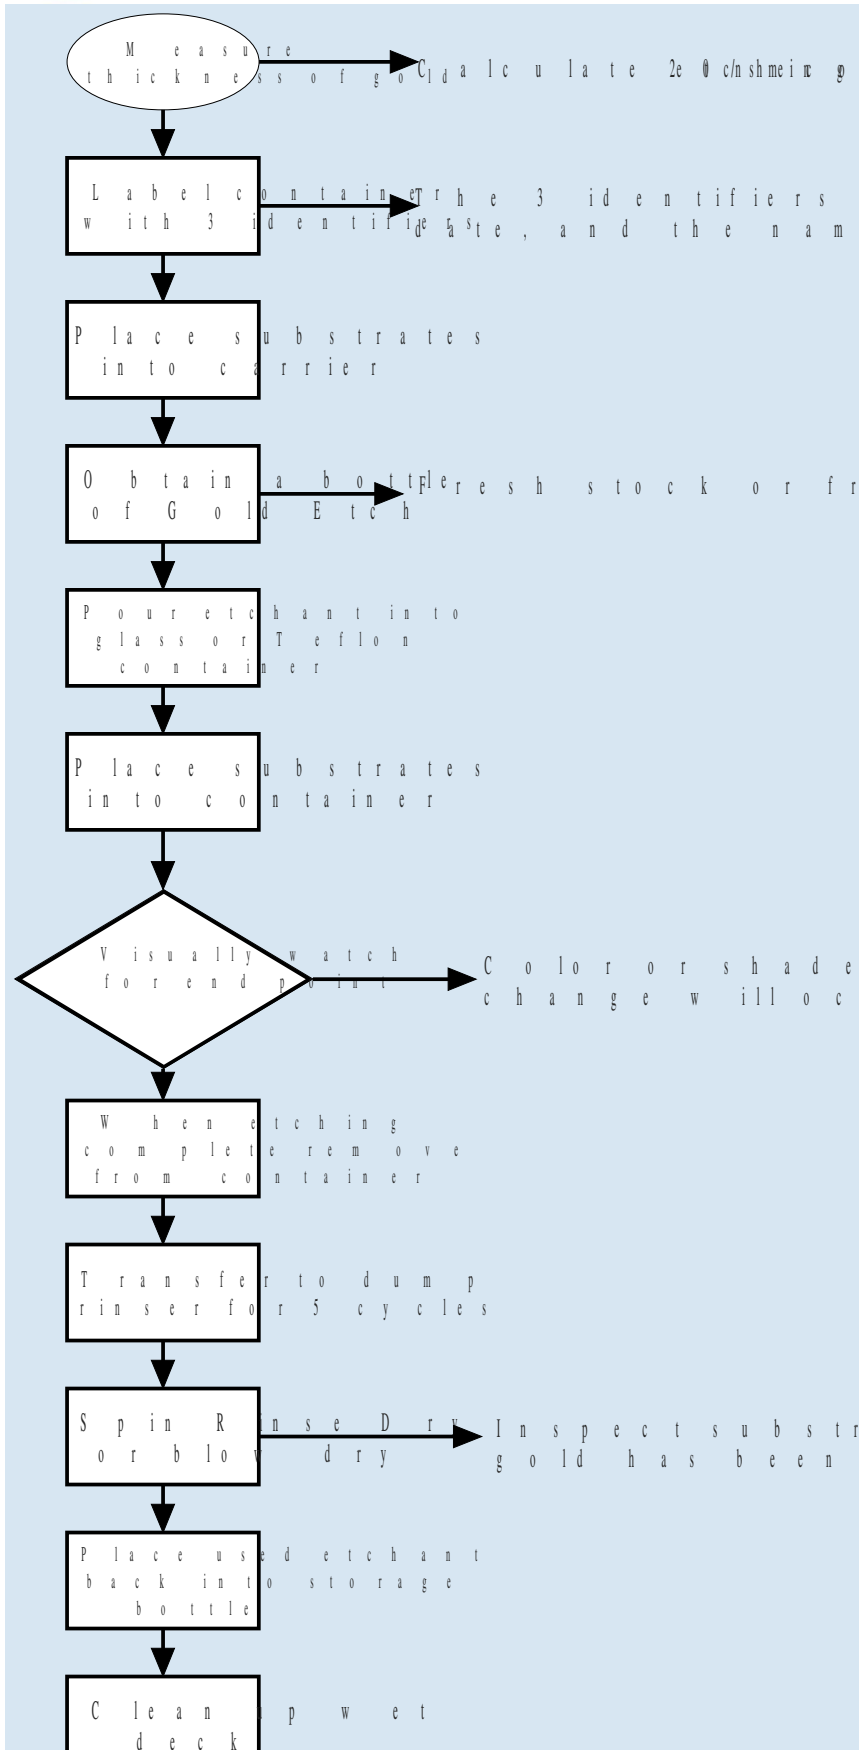 Measure
thickness of gold
Calculate
Label container
with 3 identifiers
The 3 identifiers
date, and the nam
Place substrates
into carrier
Obtain a bottle
of Gold Etch
Fresh stock or fr
Pour etchant into
glass or Teflon
container
Place substrates
into container
Visually watch
for end point
Color or shade
change will oc
When etching
complete remove
from container
Transfer to dump
rinser for 5 cycles
Spin Rinse Dry
or blow dry
Inspect substr
gold has been
Place used etchant
back into storage
bottle
Clean up wet
deck